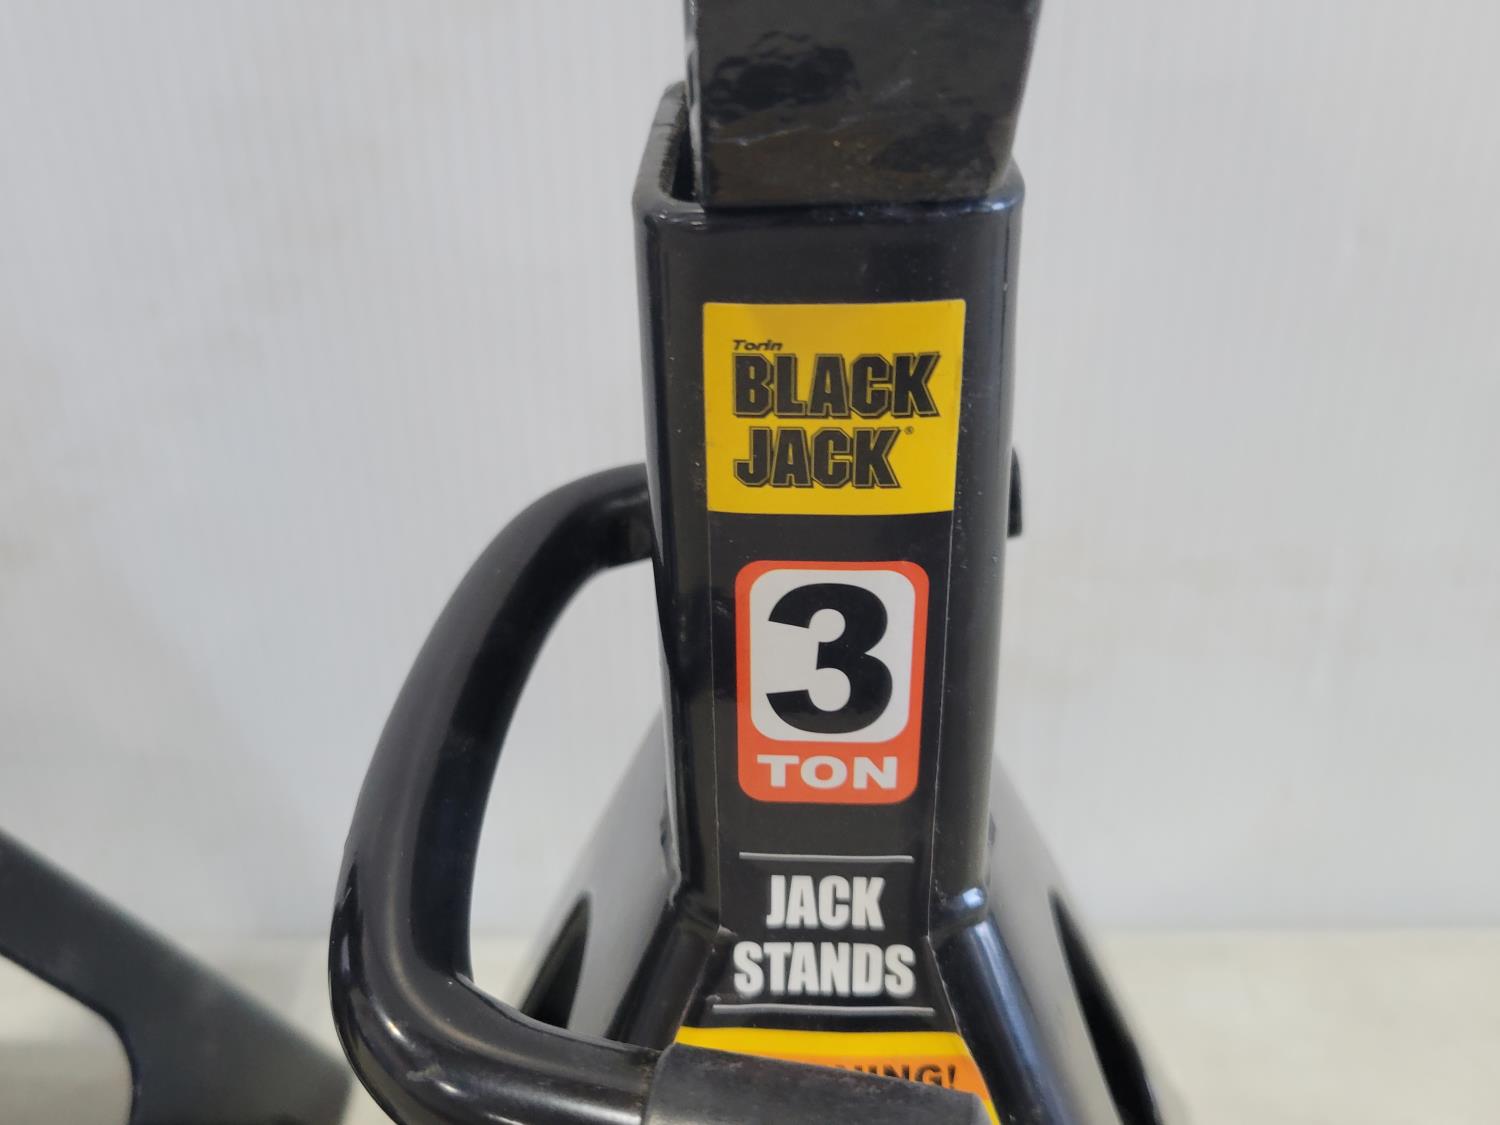 Torin
BLACK
JACK®
3
TON
JACK
STANDS